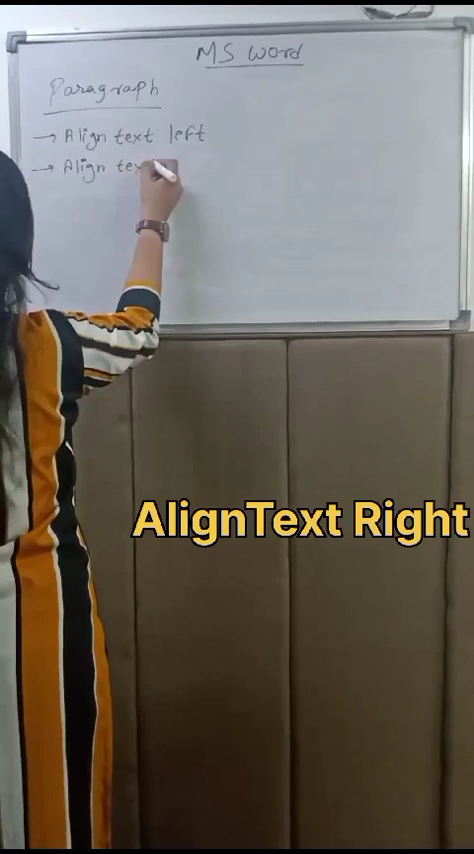 MS Word
Paragraph
→ Align text left
→ Align tex
AlignText Right